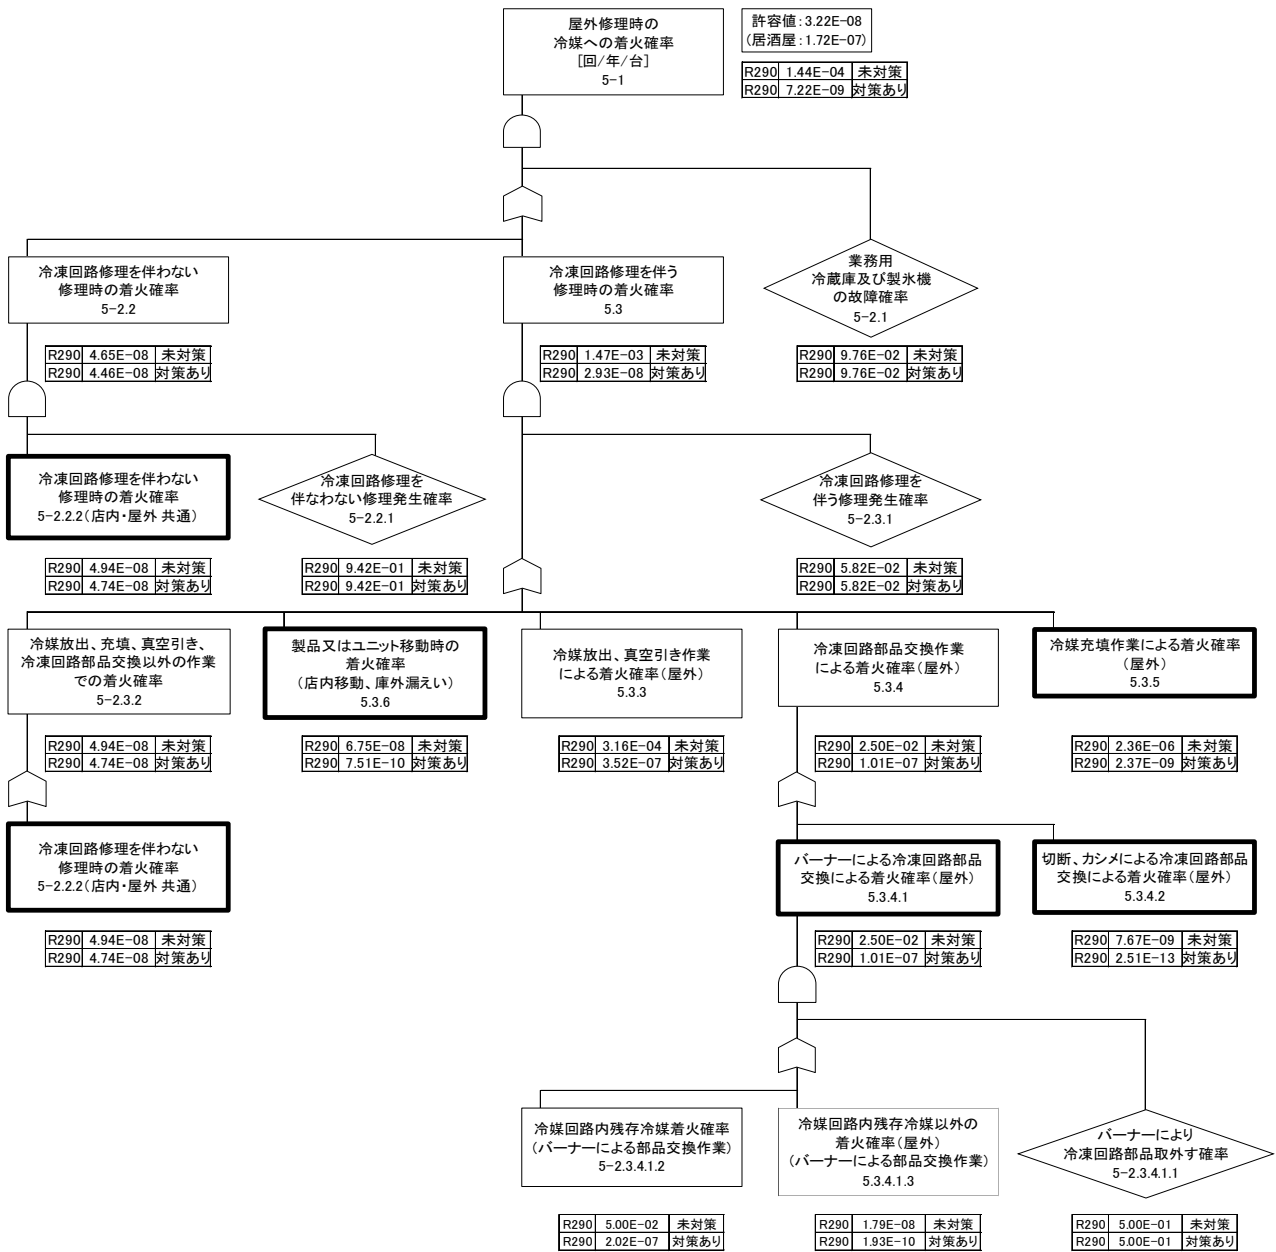 屋外修理時の
冷媒への着火確率
[回/年/台]
5-1
許容値:3.22E-08
(居酒屋:1.72E-07)
R290 1.44E-04 未対策
R290 7.22E-09 対策あり
冷凍回路修理を伴わない
修理時の着火確率
5-2.2
R290 4.65E-08 未対策
R290 4.46E-08 対策あり
冷凍回路修理を伴う
修理時の着火確率
5.3
R290 1.47E-03 未対策
R290 2.93E-08 対策あり
業務用
冷蔵庫及び製氷機
の故障確率
5-2.1
R290 9.76E-02 未対策
R290 9.76E-02 対策あり
冷凍回路修理を伴わない
修理時の着火確率
5-2.2.2(店内・屋外 共通)
R290 4.94E-08 未対策
R290 4.74E-08 対策あり
冷凍回路修理を
伴なわない修理発生確率
5-2.2.1
R290 9.42E-01 未対策
R290 9.42E-01 対策あり
冷凍回路修理を
伴う修理発生確率
5-2.3.1
R290 5.82E-02 未対策
R290 5.82E-02 対策あり
冷媒放出、充填、真空引き、
冷凍回路部品交換以外の作業
での着火確率
5-2.3.2
R290 4.94E-08 未対策
R290 4.74E-08 対策あり
製品又はユニット移動時の
着火確率
(店内移動、庫外漏えい)
5.3.6
R290 6.75E-08 未対策
R290 7.51E-10 対策あり
冷媒放出、真空引き作業
による着火確率(屋外)
5.3.3
R290 3.16E-04 未対策
R290 3.52E-07 対策あり
冷凍回路部品交換作業
による着火確率(屋外)
5.3.4
R290 2.50E-02 未対策
R290 1.01E-07 対策あり
冷媒充填作業による着火確率
(屋外)
5.3.5
R290 2.36E-06 未対策
R290 2.37E-09 対策あり
冷凍回路修理を伴わない
修理時の着火確率
5-2.2.2(店内・屋外 共通)
R290 4.94E-08 未対策
R290 4.74E-08 対策あり
バーナーによる冷凍回路部品
交換による着火確率(屋外)
5.3.4.1
R290 2.50E-02 未対策
R290 1.01E-07 対策あり
切断、カシメによる冷凍回路部品
交換による着火確率(屋外)
5.3.4.2
R290 7.67E-09 未対策
R290 2.51E-13 対策あり
冷媒回路内残存冷媒着火確率
(バーナーによる部品交換作業)
5-2.3.4.1.2
R290 5.00E-02 未対策
R290 2.02E-07 対策あり
冷媒回路内残存冷媒以外の
着火確率(屋外)
(バーナーによる部品交換作業)
5.3.4.1.3
R290 1.79E-08 未対策
R290 1.93E-10 対策あり
バーナーにより
冷凍回路部品取外す確率
5-2.3.4.1.1
R290 5.00E-01 未対策
R290 5.00E-01 対策あり